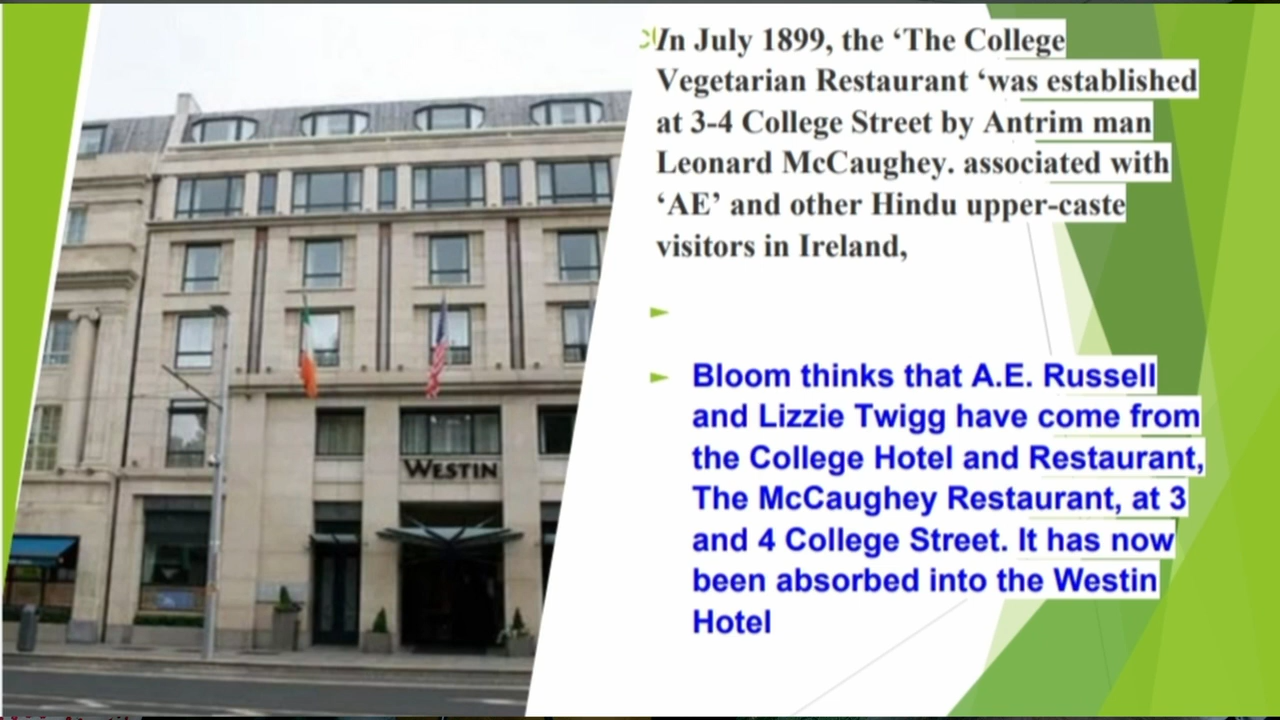 In July 1899, the ‘The College
Vegetarian Restaurant ‘was established
at 3-4 College Street by Antrim man
Leonard McCaughey. associated with
‘AE’ and other Hindu upper-caste
visitors in Ireland,
Bloom thinks that A.E. Russell
and Lizzie Twigg have come from
the College Hotel and Restaurant,
The McCaughey Restaurant, at 3
and 4 College Street. It has now
been absorbed into the Westin
Hotel
WESTIN